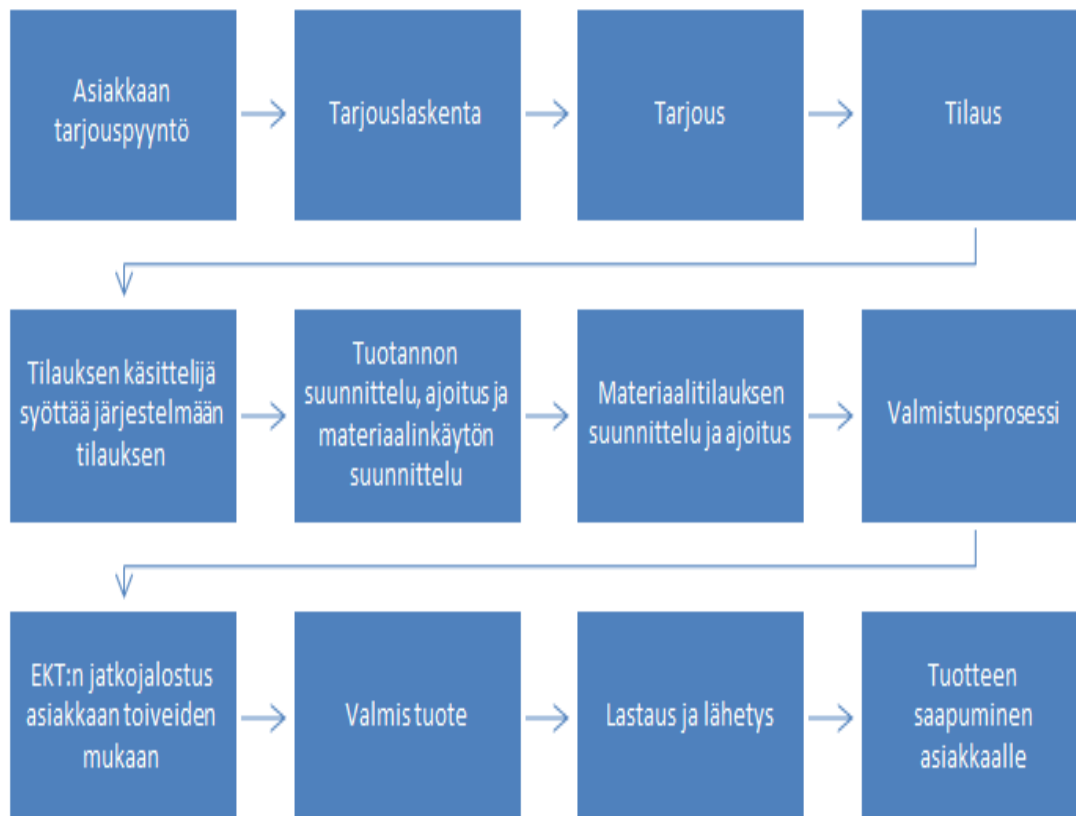 Asiakkaan
tarjouspyyntö
Tarjouslaskenta
Tarjous
Tilaus
Tilauksen käsittelijä
syöttää järjestelmään
tilauksen
Tuotannon
suunnittelu, ajoitus ja
materiaalinkäytön
suunnittelu
Materiaalitilauksen
suunnittelu ja ajoitus
Valmistusprosessi
EKT:n jatkojalostus
asiakkaan toiveiden
mukaan
Valmis tuote
Lastaus ja lähetys
Tuotteen
saapuminen
asiakkaalle